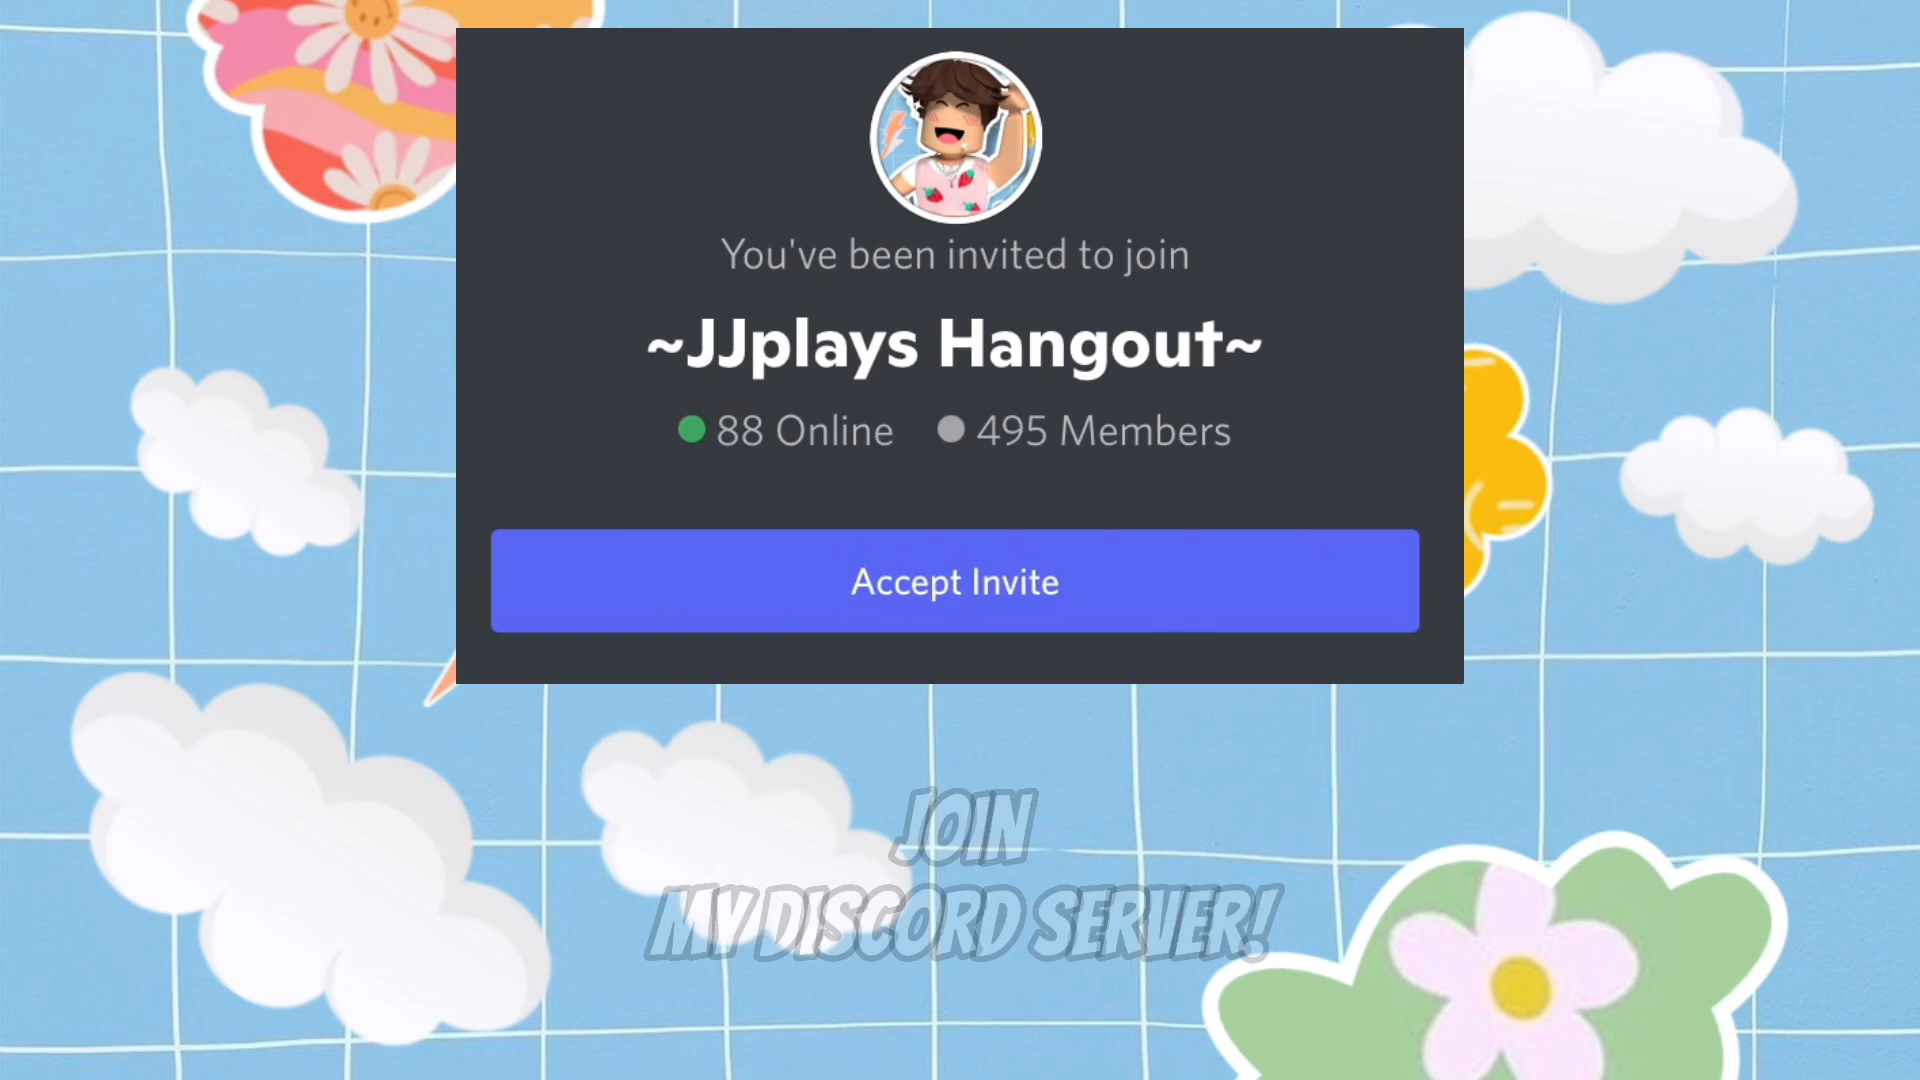 You've been invited to join
~JJplays Hangout~
88 Online 495 Members
Accept Invite
JOIN
MY DISCORD SERVER!